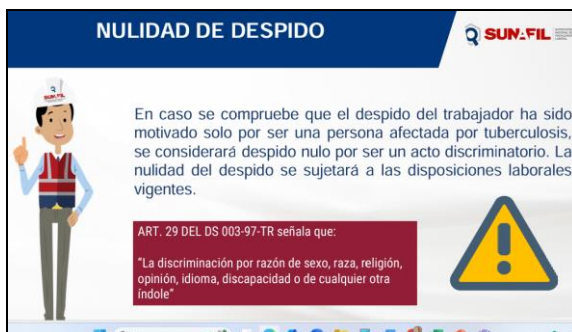 NULIDAD DE DESPIDO
SUNAFIL
SUNAFIL
En caso se compruebe que el despido del trabajador ha sido
motivado solo por ser una persona afectada por tuberculosis,
se considerará despido nulo por ser un acto discriminatorio. La
nulidad del despido se sujetará a las disposiciones laborales
vigentes.
ART. 29 DEL DS 003-97-TR señala que:
"La discriminación por razón de sexo, raza, religión,
opinión, idioma, discapacidad o de cualquier otra
índole"